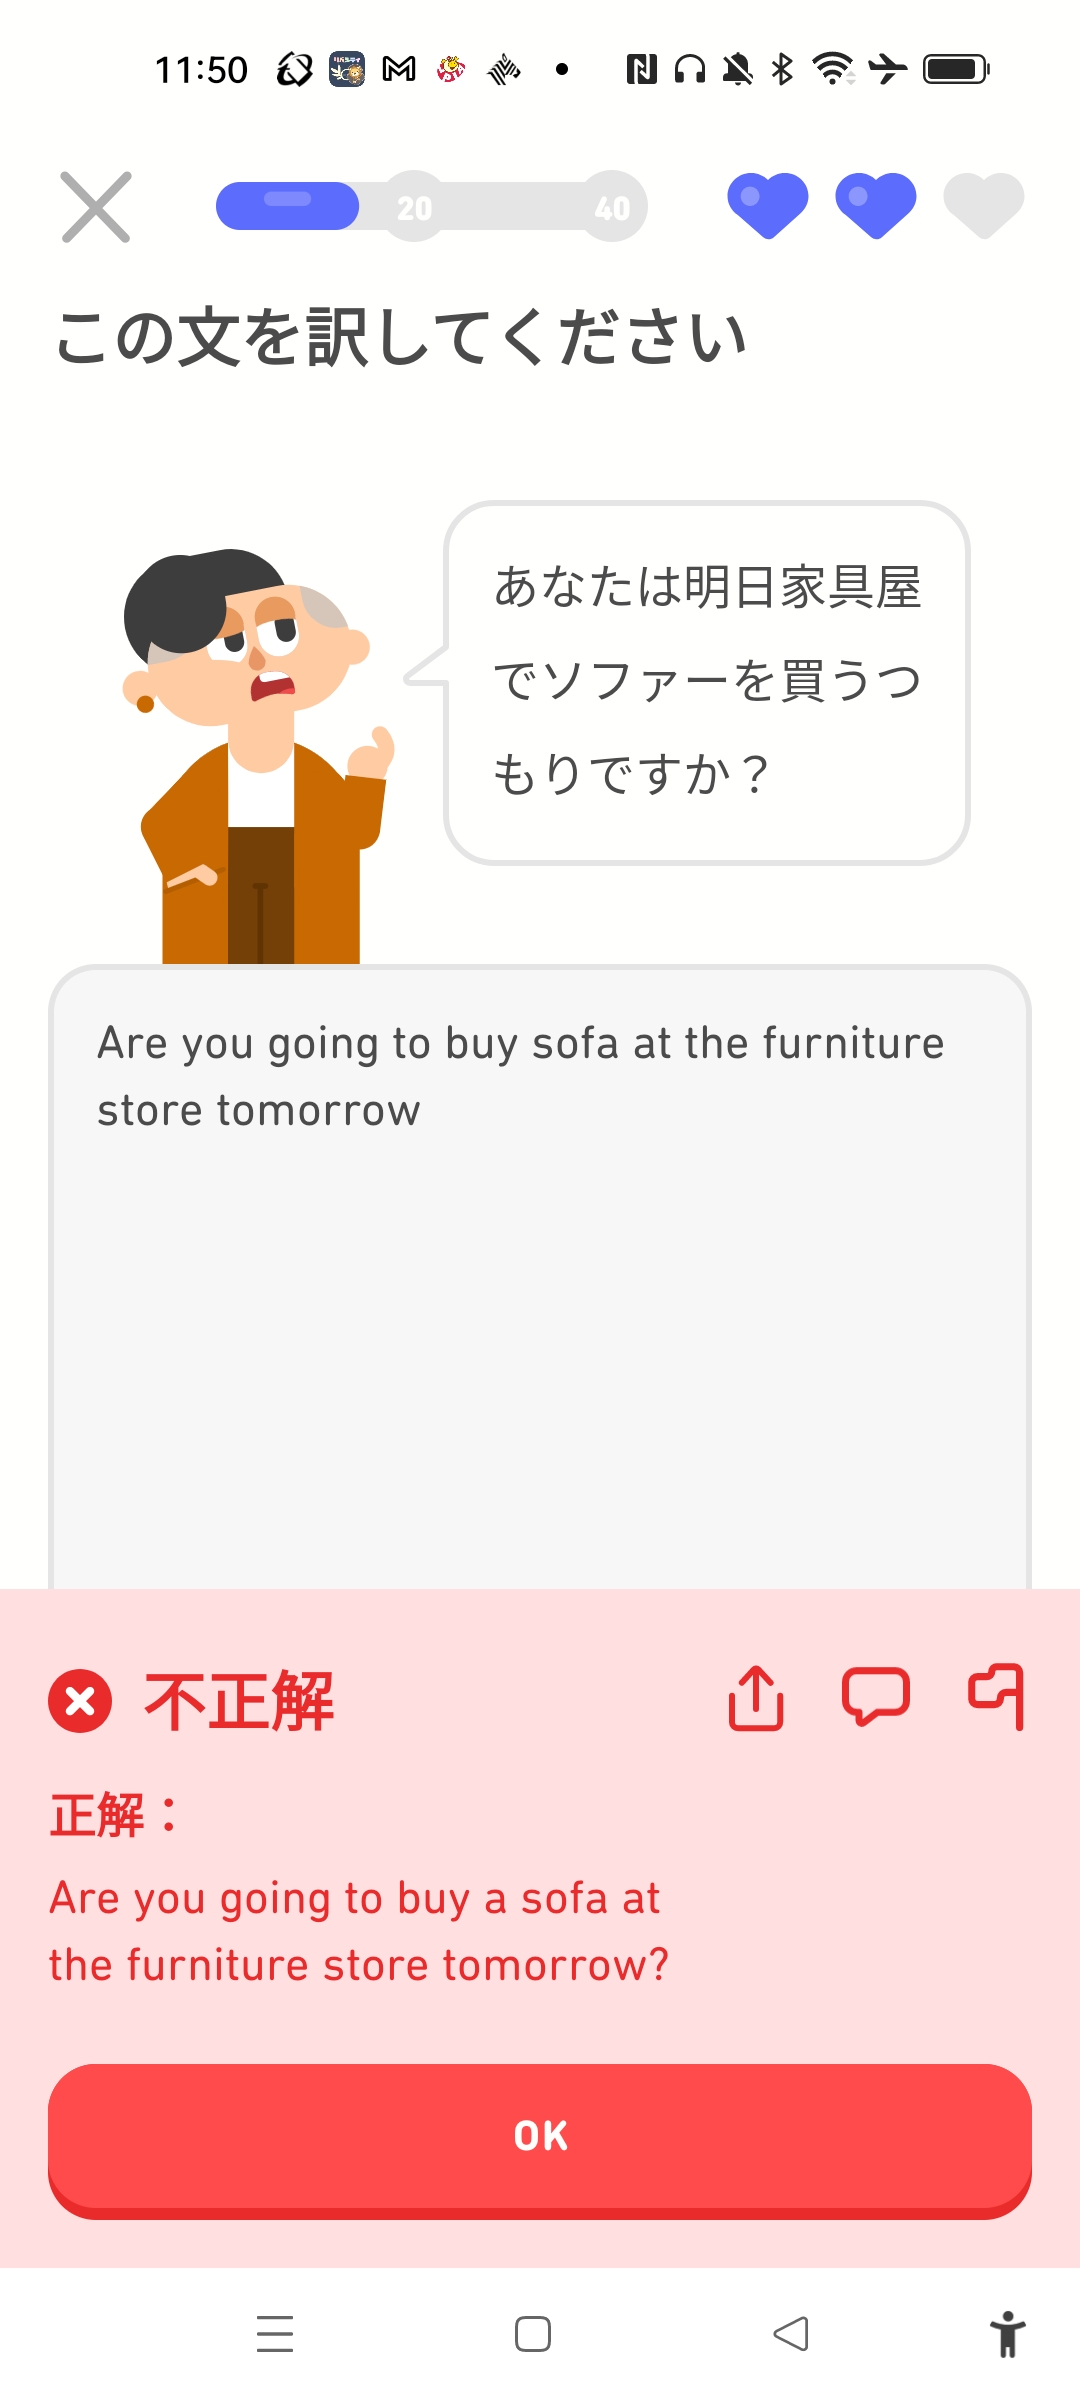 11:50
20
40
この文を訳してください
あなたは明日家具屋
でソファーを買うつ
もりですか？
Are you going to buy sofa at the furniture
store tomorrow
不正解
正解：
Are you going to buy a sofa at
the furniture store tomorrow?
OK